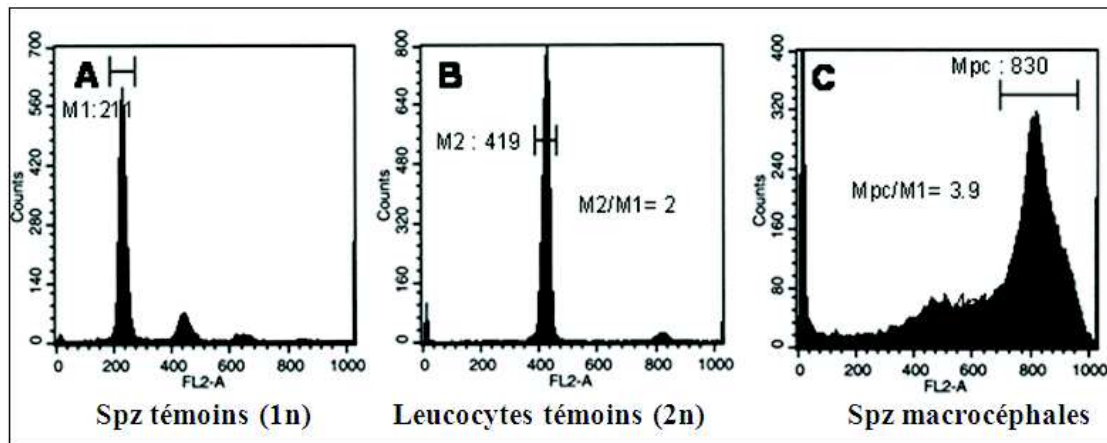 A
M1:211
700
560
420
280
140
0
Counts
0 200 400 600 800 1000
FL2-A
Spz témoins (1n)
B
M2 : 419
M2/M1= 2
800
640
480
320
160
0
Counts
0 200 400 600 800 1000
FL2-A
Leucocytes témoins (2n)
C
Mpc : 830
Mpc/M1= 3.9
400
320
240
160
80
0
Counts
0 200 400 600 800 1000
FL2-A
Spz macrocéphales